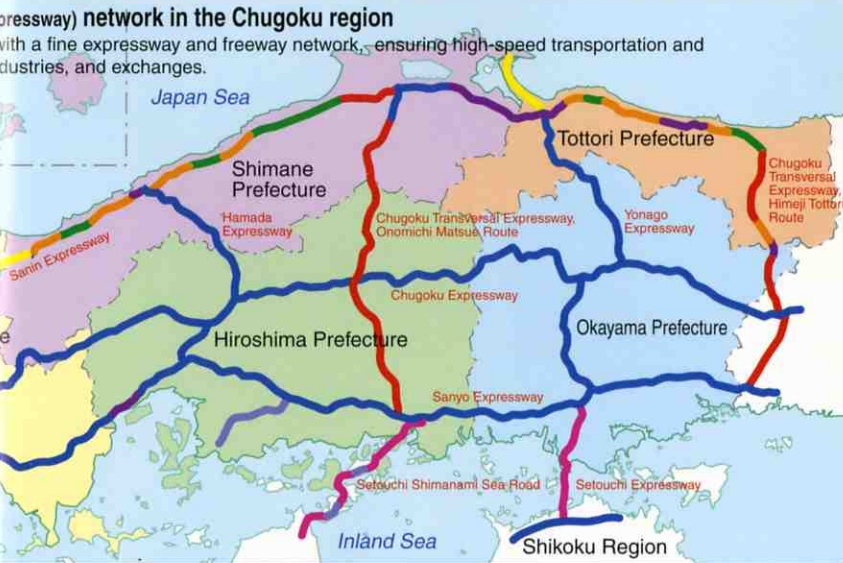 pressway) network in the Chugoku region
with a fine expressway and freeway network, ensuring high-speed transportation and
dustries, and exchanges.
Japan Sea
Tottori Prefecture
Shimane
Prefecture
Chugoku
Transversal
Expressway,
Himeji Tottori
Route
Hamada
Expressway
Chugoku Transversal Expressway,
Onomichi Matsue Route
Yonago
Expressway
Sanin Expressway
Chugoku Expressway
e
Hiroshima Prefecture
Okayama Prefecture
Sanyo Expressway
Setouchi Shimanami Sea Road
Setouchi Expressway
Inland Sea
Shikoku Region